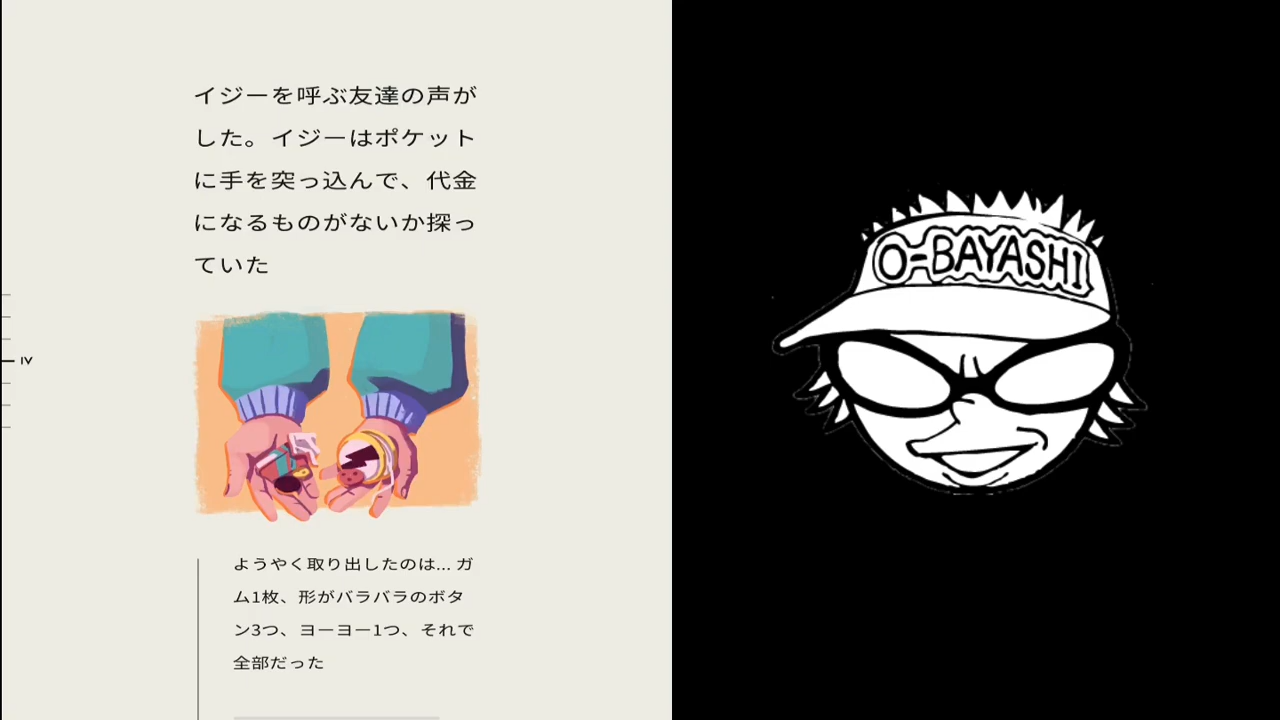 イジーを呼ぶ友達の声が
した。イジーはポケット
に手を突っ込んで、代金
になるものがないか探っ
ていた
IV
ようやく取り出したのは... ガ
ム1枚、形がバラバラのボタ
ン3つ、ヨーヨー1つ、それで
全部だった
O-BAYASHI